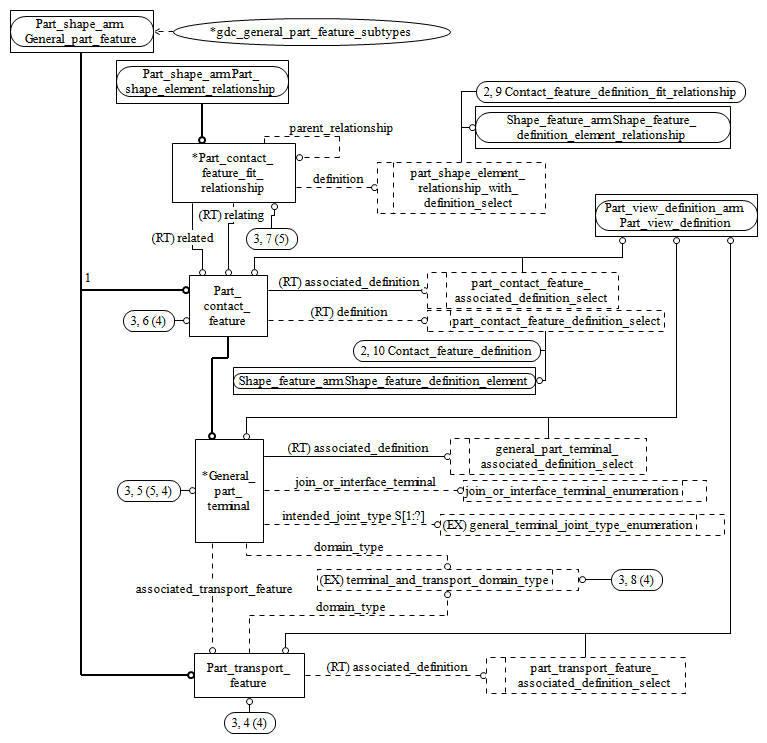 Part_shape_arm
General_part_feature
*gdc_general_part_feature_subtypes
Part_shape_arm.Part_
shape_element_relationship
2, 9 Contact_feature_definition_fit_relationship
Shape_feature_arm.Shape_feature_
definition_element_relationship
parent_relationship
*Part_contact_
feature_fit_
relationship
definition
part_shape_element_
relationship_with_
definition_select
(RT) relating
(RT) related
3, 7 (5)
Part_view_definition_arm
Part_view_definition
1
Part_
contact_
feature
(RT) associated_definition
part_contact_feature_
associated_definition_select
(RT) definition
part_contact_feature_definition_select
3, 6 (4)
2, 10 Contact_feature_definition
Shape_feature_arm.Shape_feature_definition_element
*General_
part_
terminal
(RT) associated_definition
general_part_terminal_
associated_definition_select
3, 5 (5, 4)
join_or_interface_terminal
join_or_interface_terminal_enumeration
intended_joint_type S[1:?]
(EX) general_terminal_joint_type_enumeration
domain_type
associated_transport_feature
(EX) terminal_and_transport_domain_type
3, 8 (4)
domain_type
Part_transport_
feature
(RT) associated_definition
part_transport_feature_
associated_definition_select
3, 4 (4)